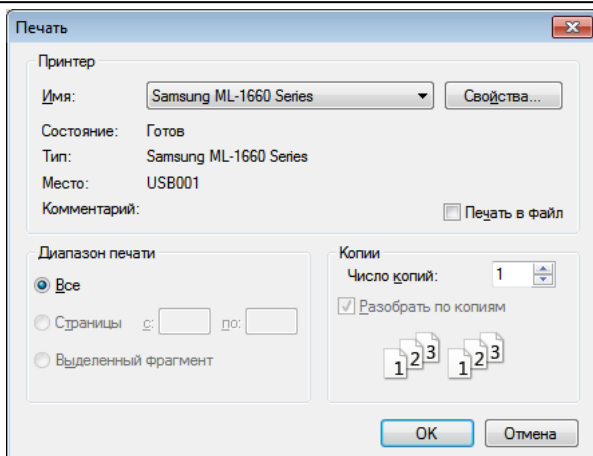 Печать
Принтер
Имя: Samsung ML-1660 Series Свойства...
Состояние: Готов
Тип: Samsung ML-1660 Series
Место: USB001
Комментарий: Печать в файл
Диапазон печати
Все
Страницы с: по:
Выделенный фрагмент
Копии
Число копий: 1
Разобрать по копиям
1 2 3 1 2 3
OK Отмена